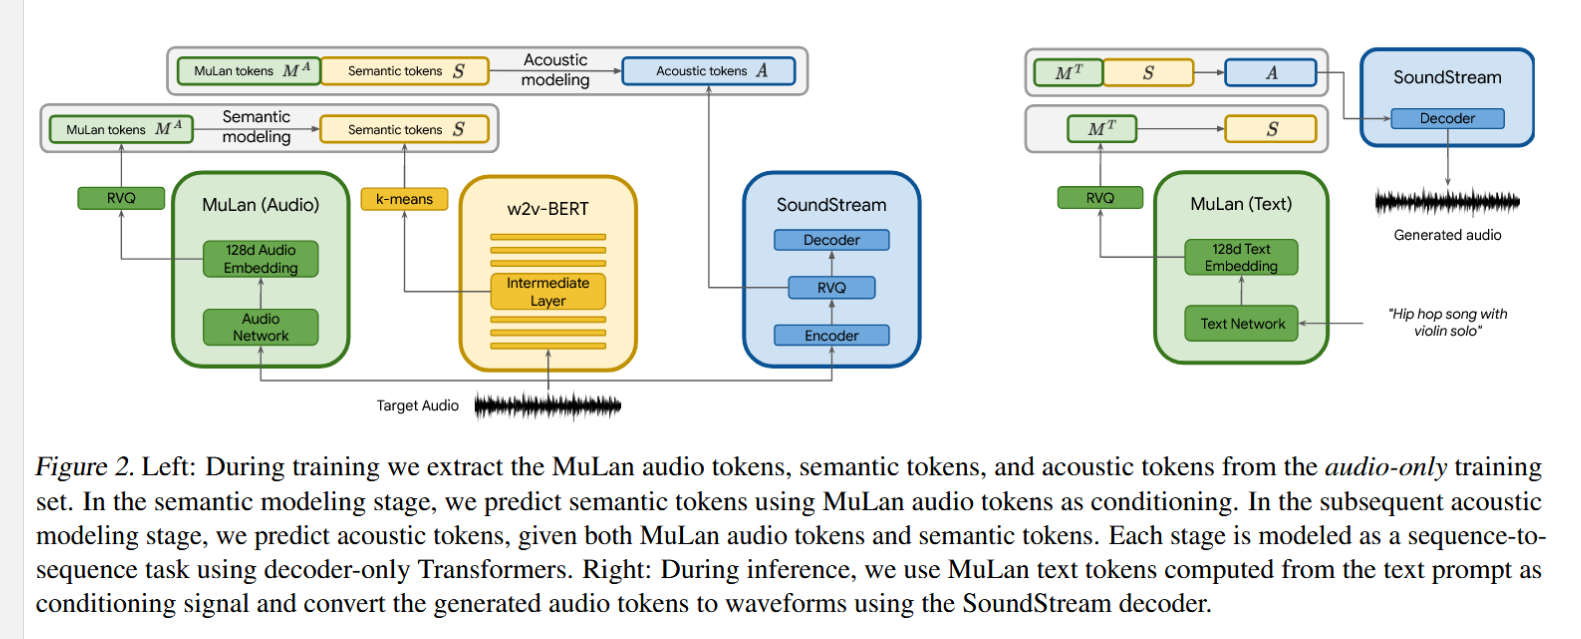 MuLan tokens M^A Semantic tokens S Acoustic modeling Acoustic tokens A
MuLan tokens M^A Semantic modeling Semantic tokens S
RVQ
MuLan (Audio)
128d Audio
Embedding
Audio
Network
k-means
w2v-BERT
Intermediate
Layer
SoundStream
Decoder
RVQ
Encoder
Target Audio
M^T S A
M^T S
SoundStream
Decoder
Generated audio
RVQ
MuLan (Text)
128d Text
Embedding
Text Network
"Hip hop song with
violin solo"
Figure 2. Left: During training we extract the MuLan audio tokens, semantic tokens, and acoustic tokens from the audio-only training
set. In the semantic modeling stage, we predict semantic tokens using MuLan audio tokens as conditioning. In the subsequent acoustic
modeling stage, we predict acoustic tokens, given both MuLan audio tokens and semantic tokens. Each stage is modeled as a sequence-to-
sequence task using decoder-only Transformers. Right: During inference, we use MuLan text tokens computed from the text prompt as
conditioning signal and convert the generated audio tokens to waveforms using the SoundStream decoder.